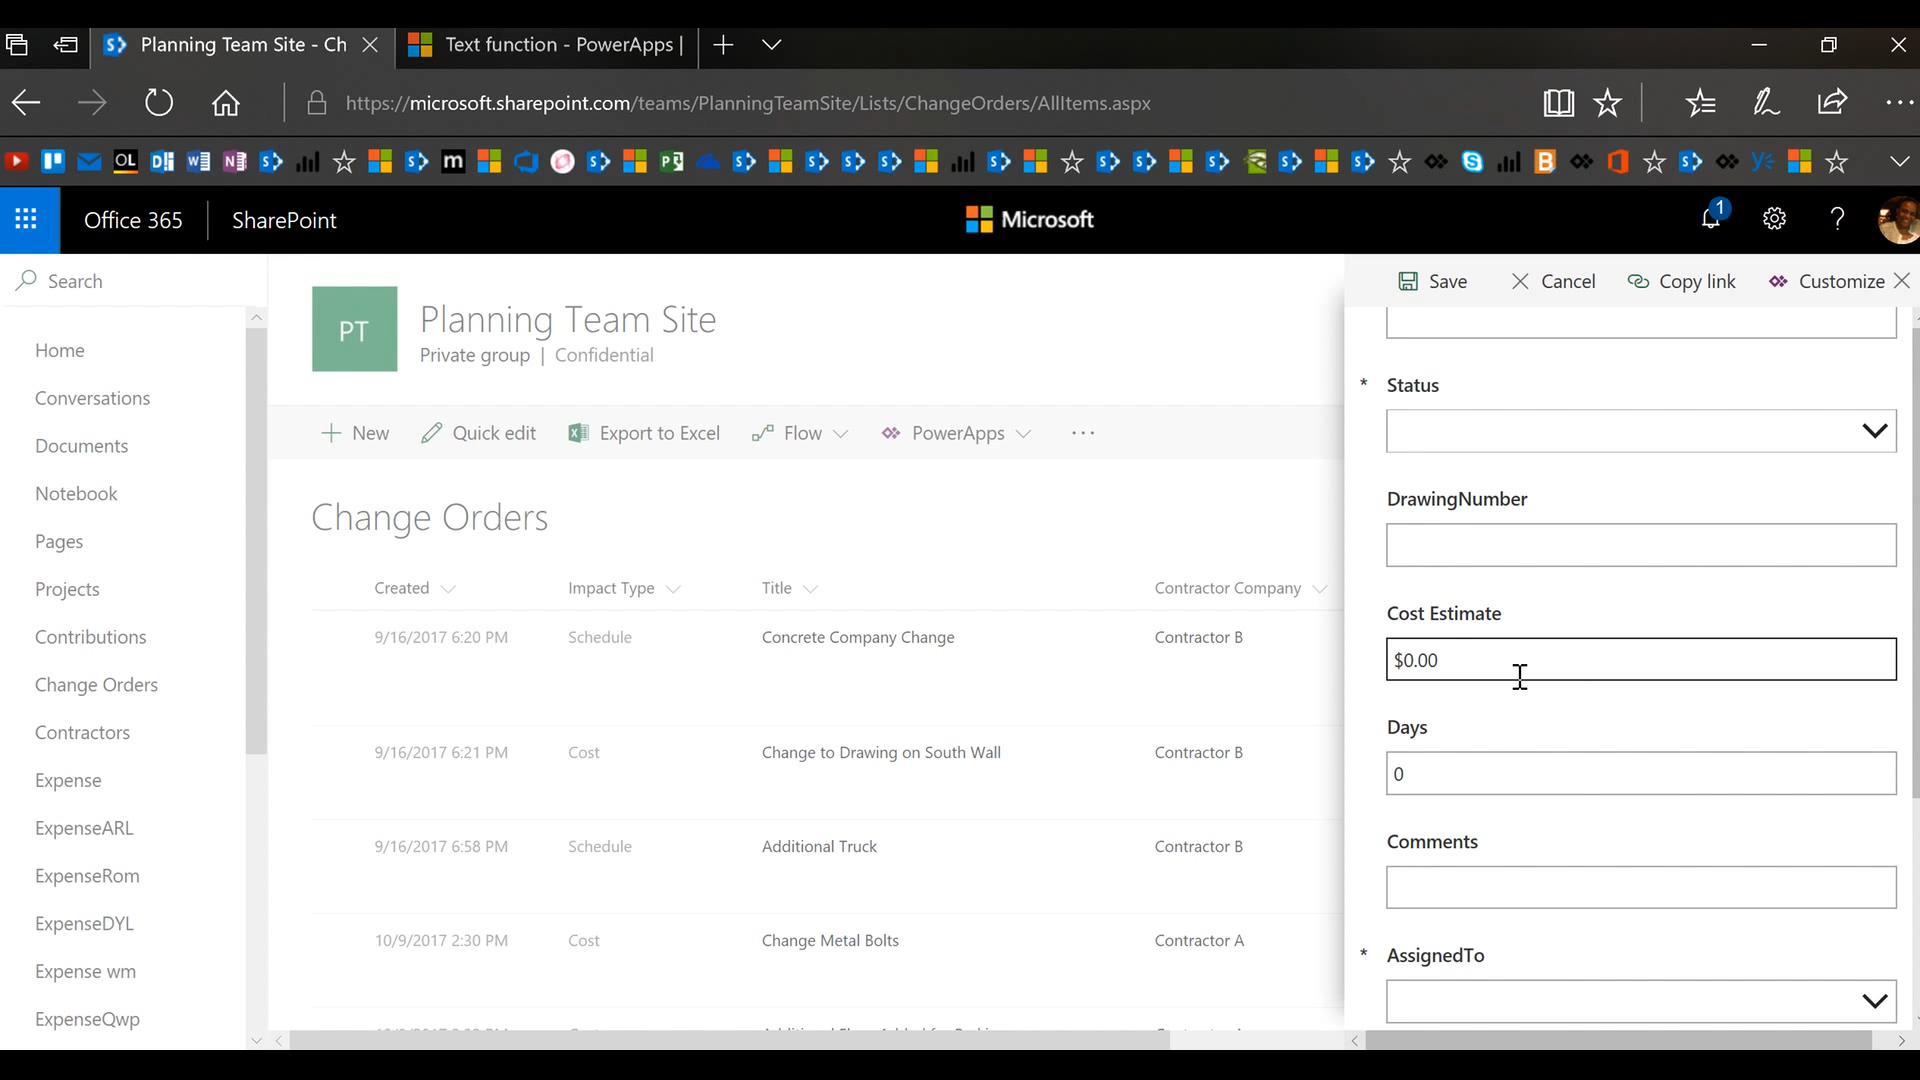 Planning Team Site - Ch
Text function - PowerApps |
https://microsoft.sharepoint.com/teams/PlanningTeamSite/Lists/ChangeOrders/AllItems.aspx
OL
m
B
Office 365
SharePoint
Microsoft
1
?
Search
Save
Cancel
Copy link
Customize
PT
Planning Team Site
Private group | Confidential
Home
Conversations
Documents
Notebook
Pages
Projects
Contributions
Change Orders
Contractors
Expense
ExpenseARL
ExpenseRom
ExpenseDYL
Expense wm
ExpenseQwp
New
Quick edit
Export to Excel
Flow
PowerApps
Change Orders
Created Impact Type Title Contractor Company
9/16/2017 6:20 PM Schedule Concrete Company Change Contractor B
9/16/2017 6:21 PM Cost Change to Drawing on South Wall Contractor B
9/16/2017 6:58 PM Schedule Additional Truck Contractor B
10/9/2017 2:30 PM Cost Change Metal Bolts Contractor A
* Status
DrawingNumber
Cost Estimate
$0.00
Days
0
Comments
* AssignedTo